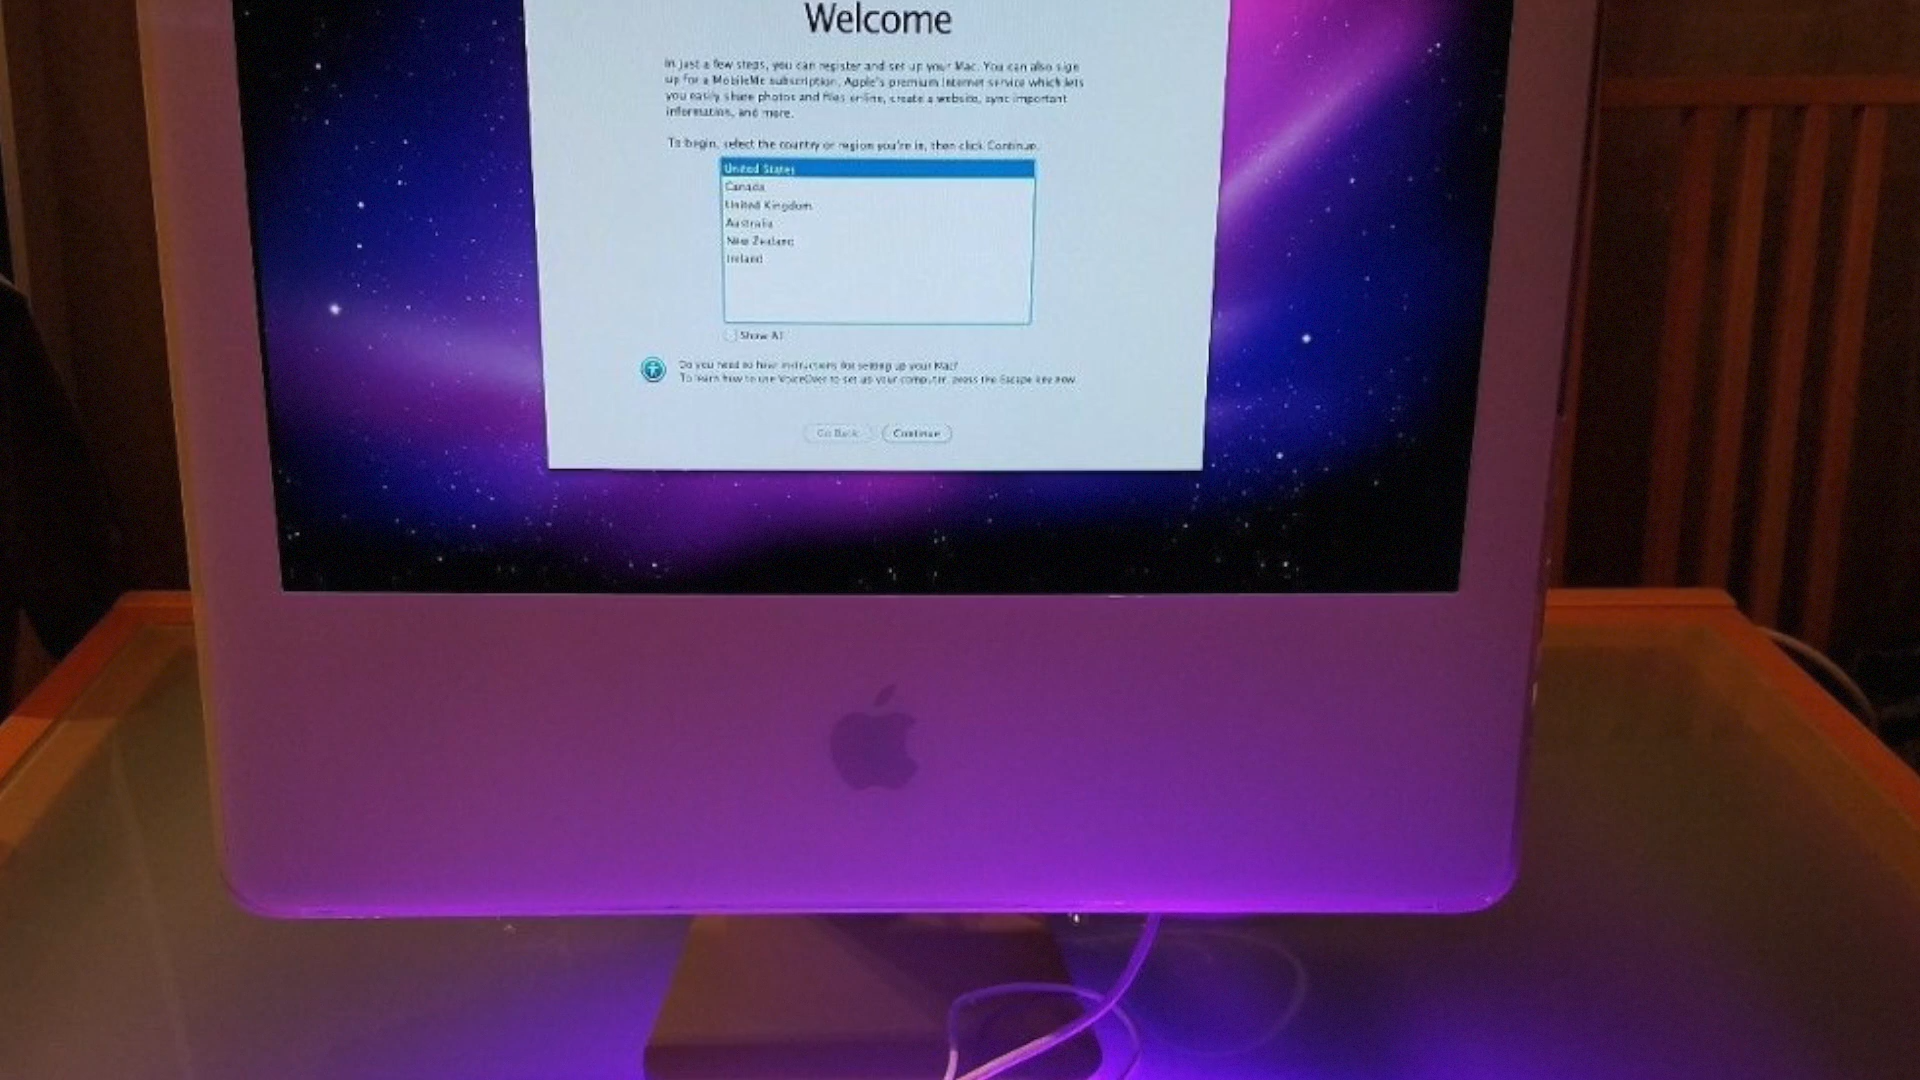 Welcome
In just a few steps, you can register and set up your Mac. You can also sign
up for a MobileMe subscription, Apple's premium Internet service which lets
you easily share photos and files online, create a website, sync important
information, and more.
To begin, select the country or region you're in, then click Continue.
United States
Canada
United Kingdom
Australia
New Zealand
Ireland
Show All
Do you need to hear instructions for setting up your Mac?
To learn how to use VoiceOver to set up your computer, press the Escape key now.
Go Back
Continue